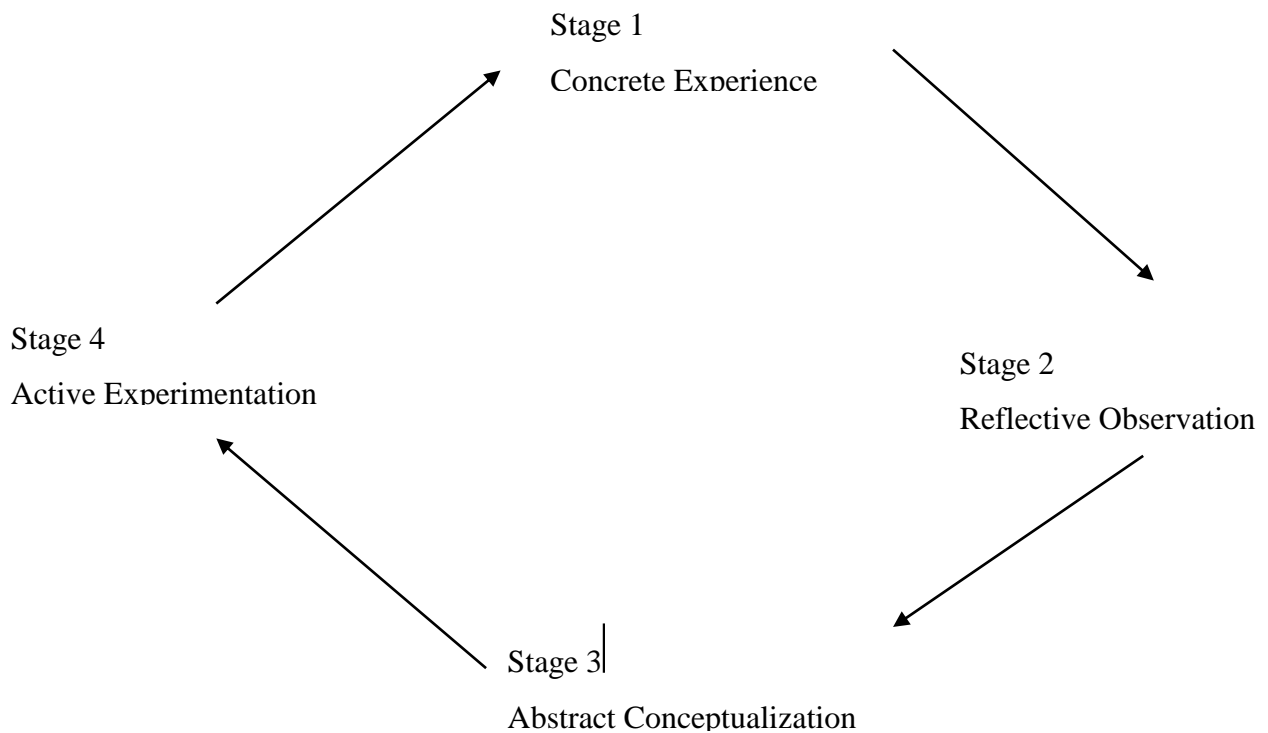 Stage 1
Concrete Experience
Stage 2
Reflective Observation
Stage 3
Abstract Conceptualization
Stage 4
Active Experimentation